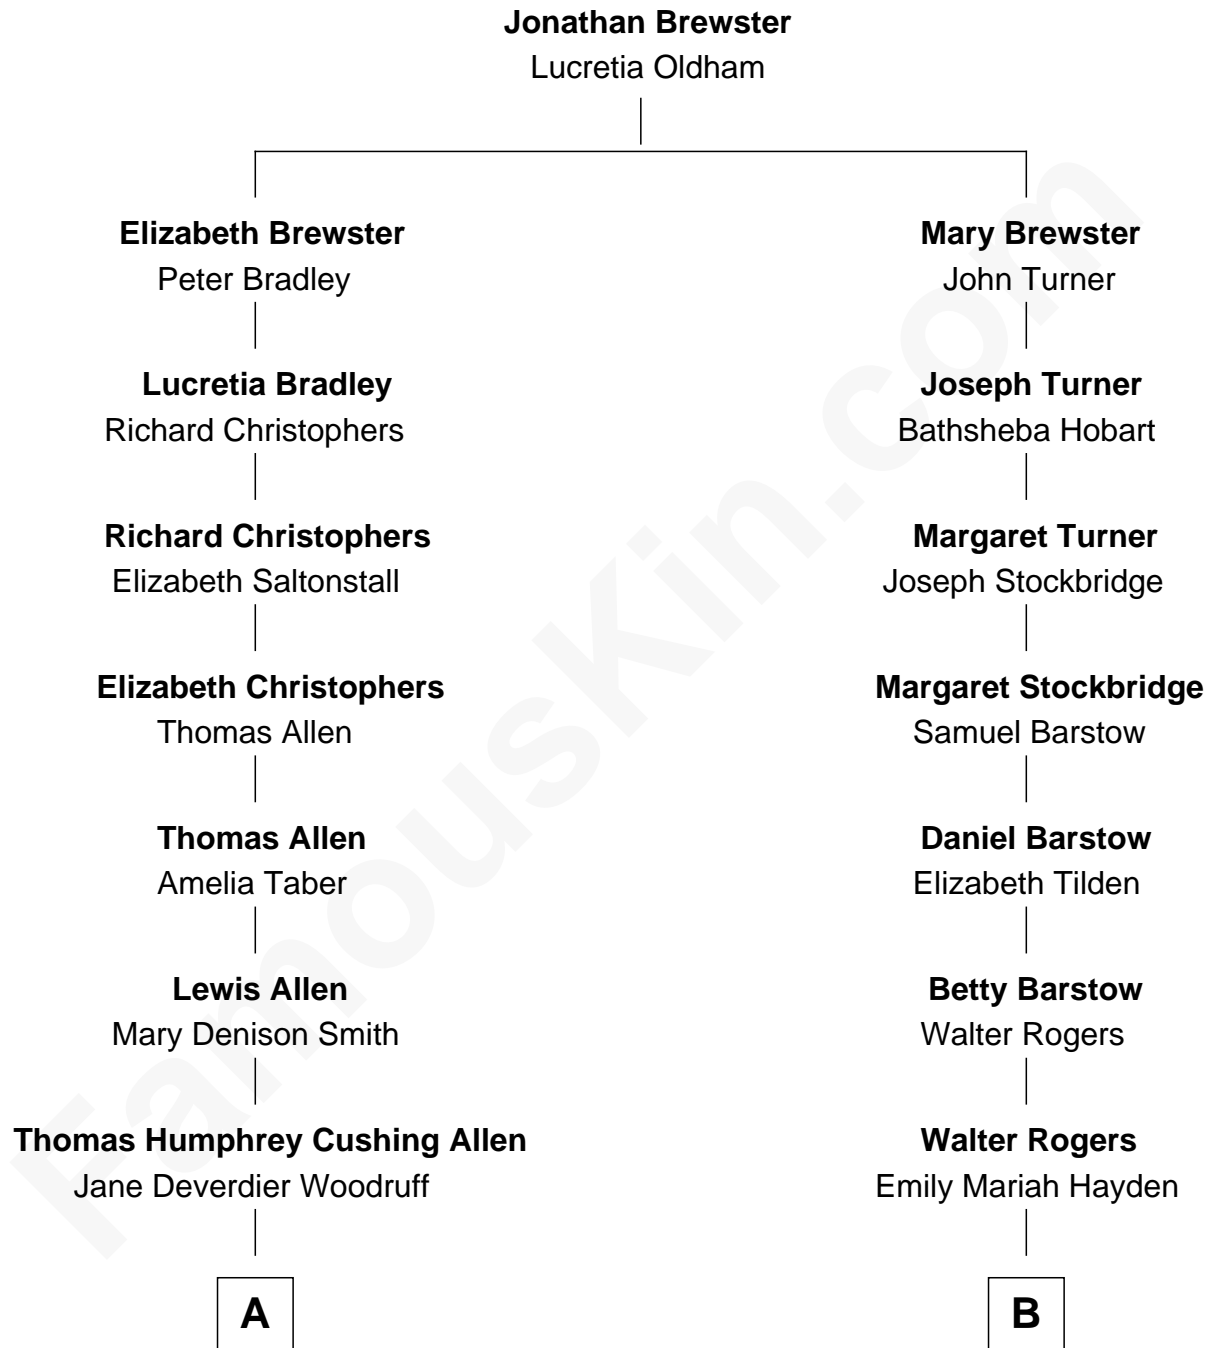 Jonathan Brewster
Lucretia Oldham
Elizabeth Brewster
Peter Bradley
Lucretia Bradley
Richard Christophers
Richard Christophers
Elizabeth Saltonstall
Elizabeth Christophers
Thomas Allen
Thomas Allen
Amelia Taber
Lewis Allen
Mary Denison Smith
Thomas Humphrey Cushing Allen
Jane Deverdier Woodruff
A
Mary Brewster
John Turner
Joseph Turner
Bathsheba Hobart
Margaret Turner
Joseph Stockbridge
Margaret Stockbridge
Samuel Barstow
Daniel Barstow
Elizabeth Tilden
Betty Barstow
Walter Rogers
Walter Rogers
Emily Mariah Hayden
B
FamousKin.com